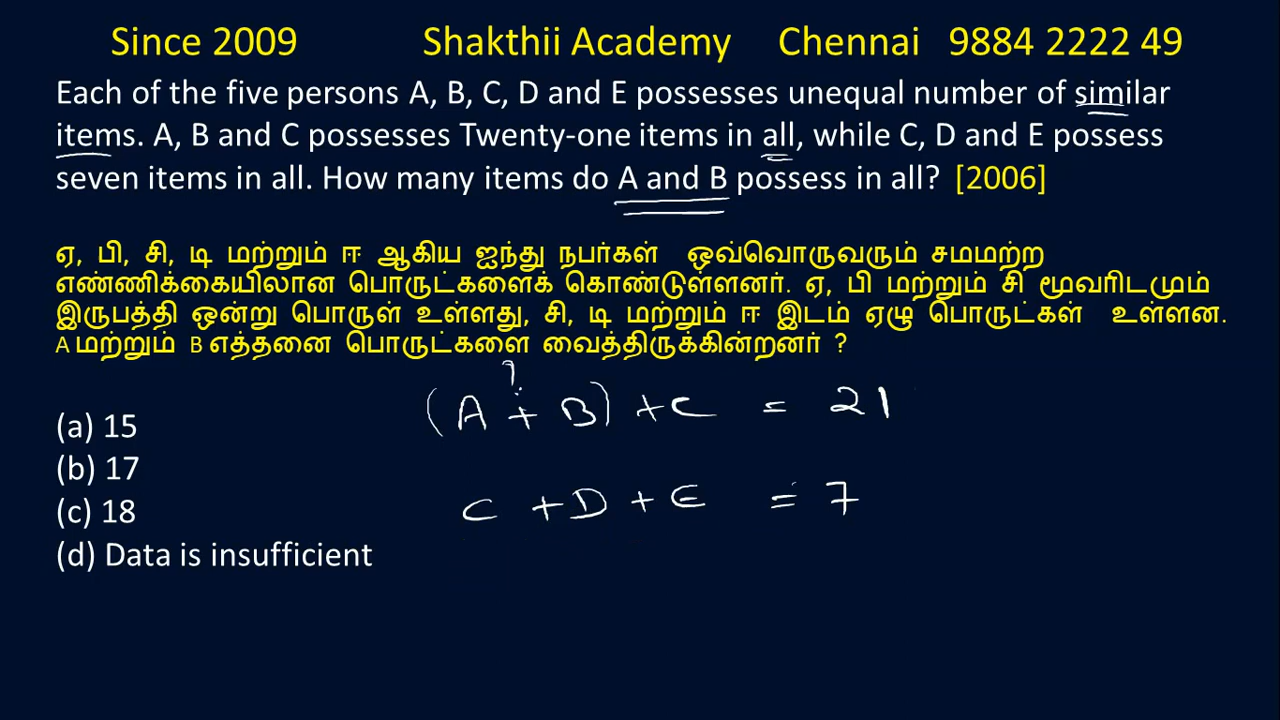 Since 2009 Shakthii Academy Chennai 9884 2222 49
Each of the five persons A, B, C, D and E possesses unequal number of similar
items. A, B and C possesses Twenty-one items in all, while C, D and E possess
seven items in all. How many items do A and B possess in all? [2006]
ஏ, பி, சி, டி மற்றும் ஈ ஆகிய ஐந்து நபர்கள் ஒவ்வொருவரும் சமமற்ற
எண்ணிக்கையிலான பொருட்களைக் கொண்டுள்ளனர். ஏ, பி மற்றும் சி மூவரிடமும்
இருபத்தி ஒன்று பொருள் உள்ளது, சி, டி மற்றும் ஈ இடம் ஏழு பொருட்கள் உள்ளன.
A மற்றும் B எத்தனை பொருட்களை வைத்திருக்கின்றனர் ?
?
(A + B) + C = 21
(a) 15
(b) 17
C + D + E = 7
(c) 18
(d) Data is insufficient